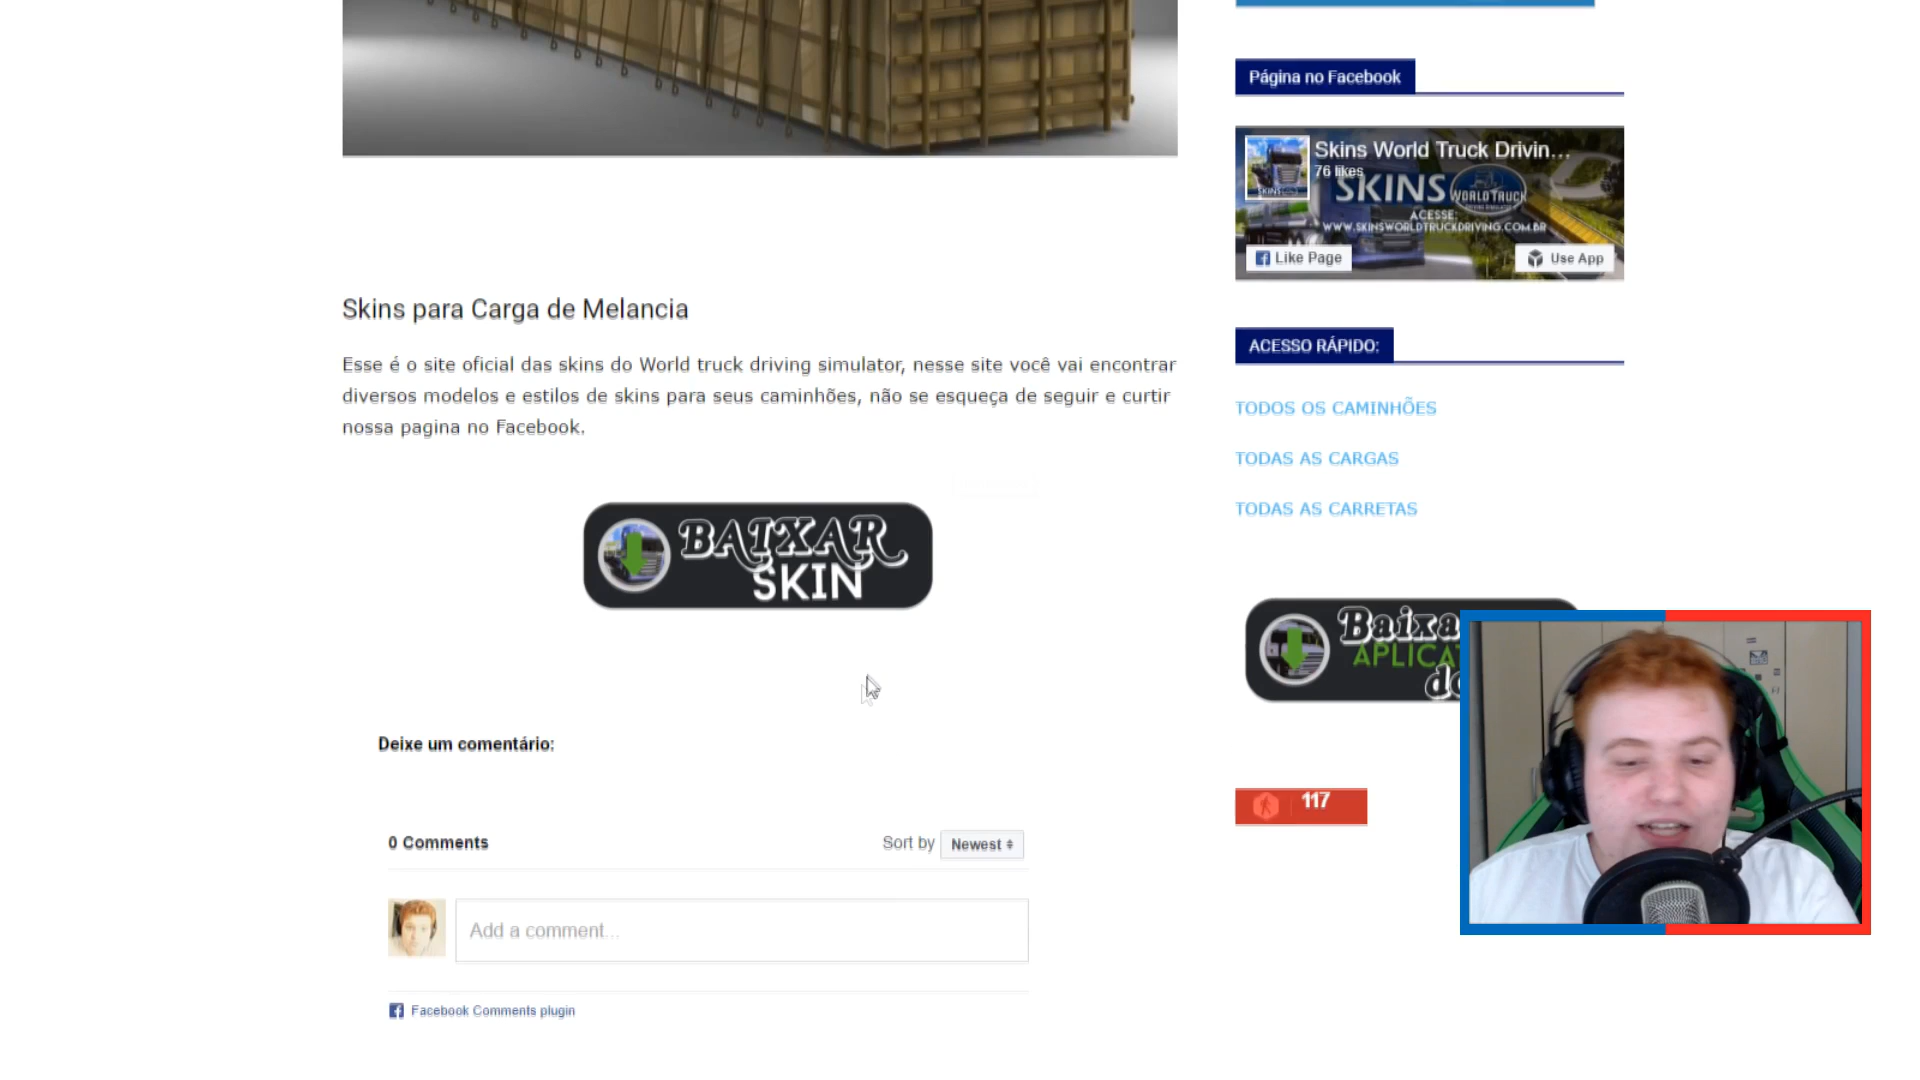 Página no Facebook
Skins World Truck Drivin...
76 likes
SKINS WORLD TRUCK
ACESSE:
WWW.SKINSWORLDTRUCKDRIVING.COM.BR
Like Page
Use App
Skins para Carga de Melancia
Esse é o site oficial das skins do World truck driving simulator, nesse site você vai encontrar
diversos modelos e estilos de skins para seus caminhões, não se esqueça de seguir e curtir
nossa pagina no Facebook.
ACESSO RÁPIDO:
TODOS OS CAMINHÕES
TODAS AS CARGAS
TODAS AS CARRETAS
BAIXAR
SKIN
Baixa
APLICA
do
117
Deixe um comentário:
0 Comments
Sort by Newest
Add a comment...
Facebook Comments plugin